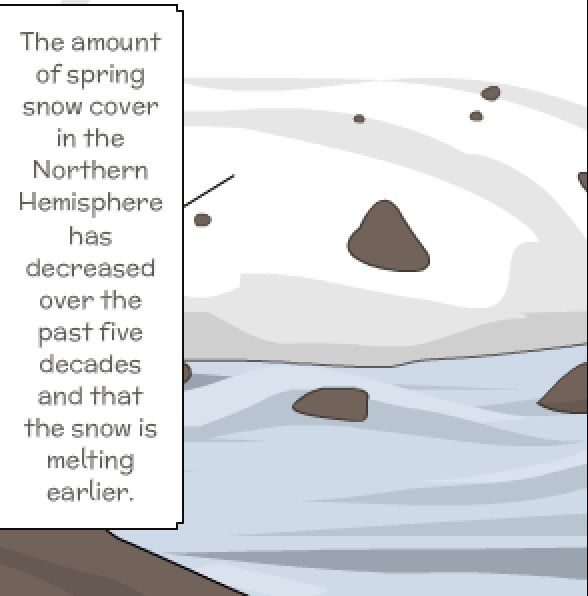 The amount
of spring
snow cover
in the
Northern
Hemisphere
has
decreased
over the
past five
decades
and that
the snow is
melting
earlier.